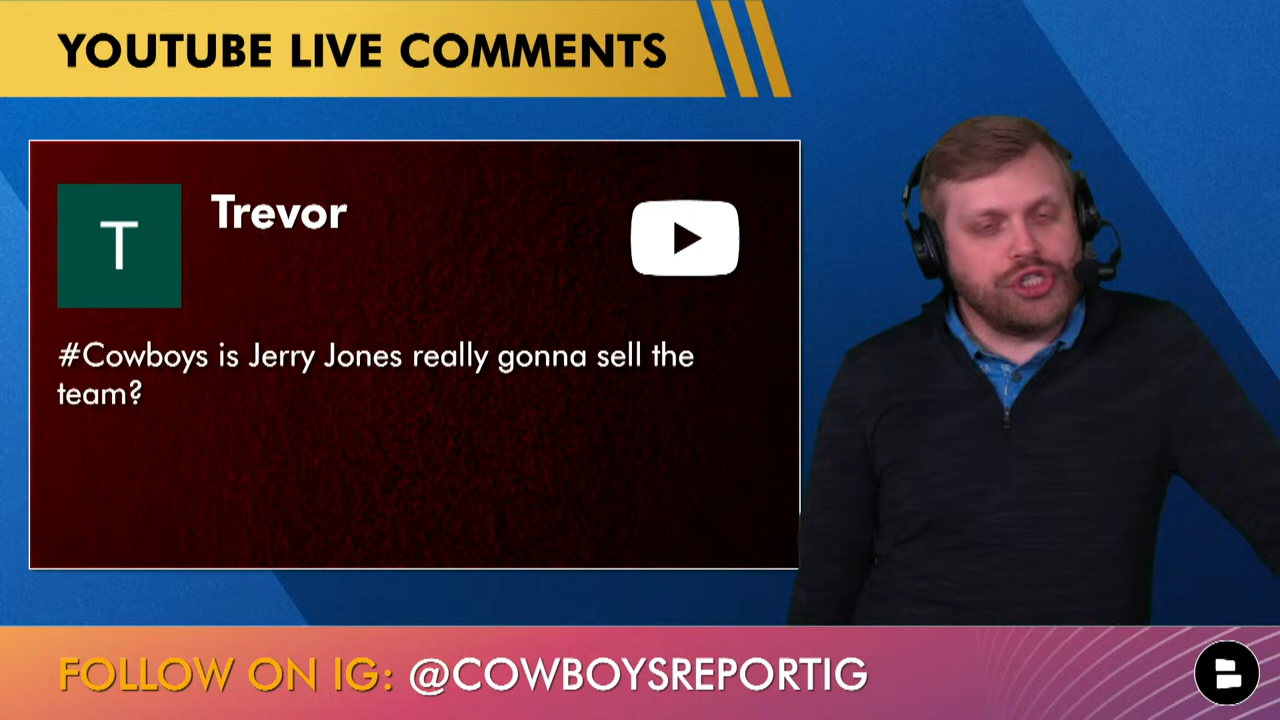 YOUTUBE LIVE COMMENTS
T
Trevor
#Cowboys is Jerry Jones really gonna sell the
team?
FOLLOW ON IG: @COWBOYSREPORTIG